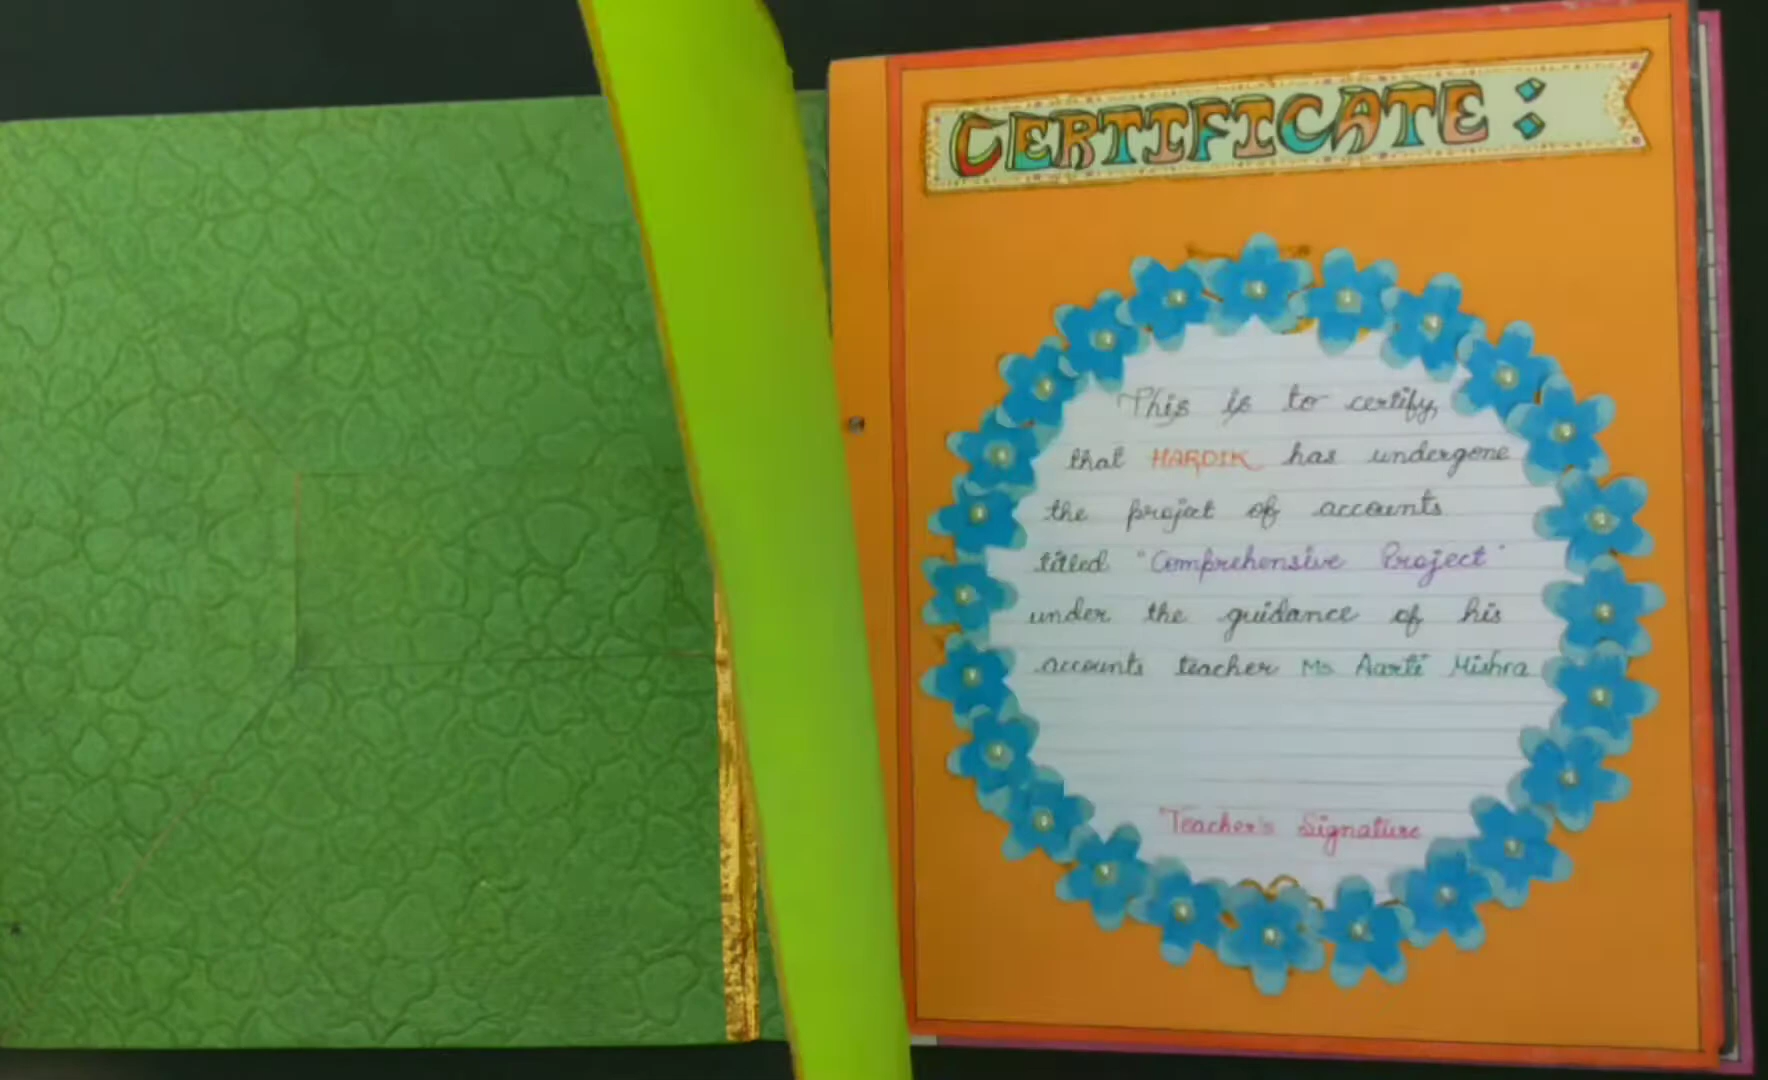 CERTIFICATE :
This is to certify,
that HARDIK has undergone
the project of accounts
titled "Comprehensive Project"
under the guidance of his
accounts teacher Ms Aarti Mishra
Teacher's Signature